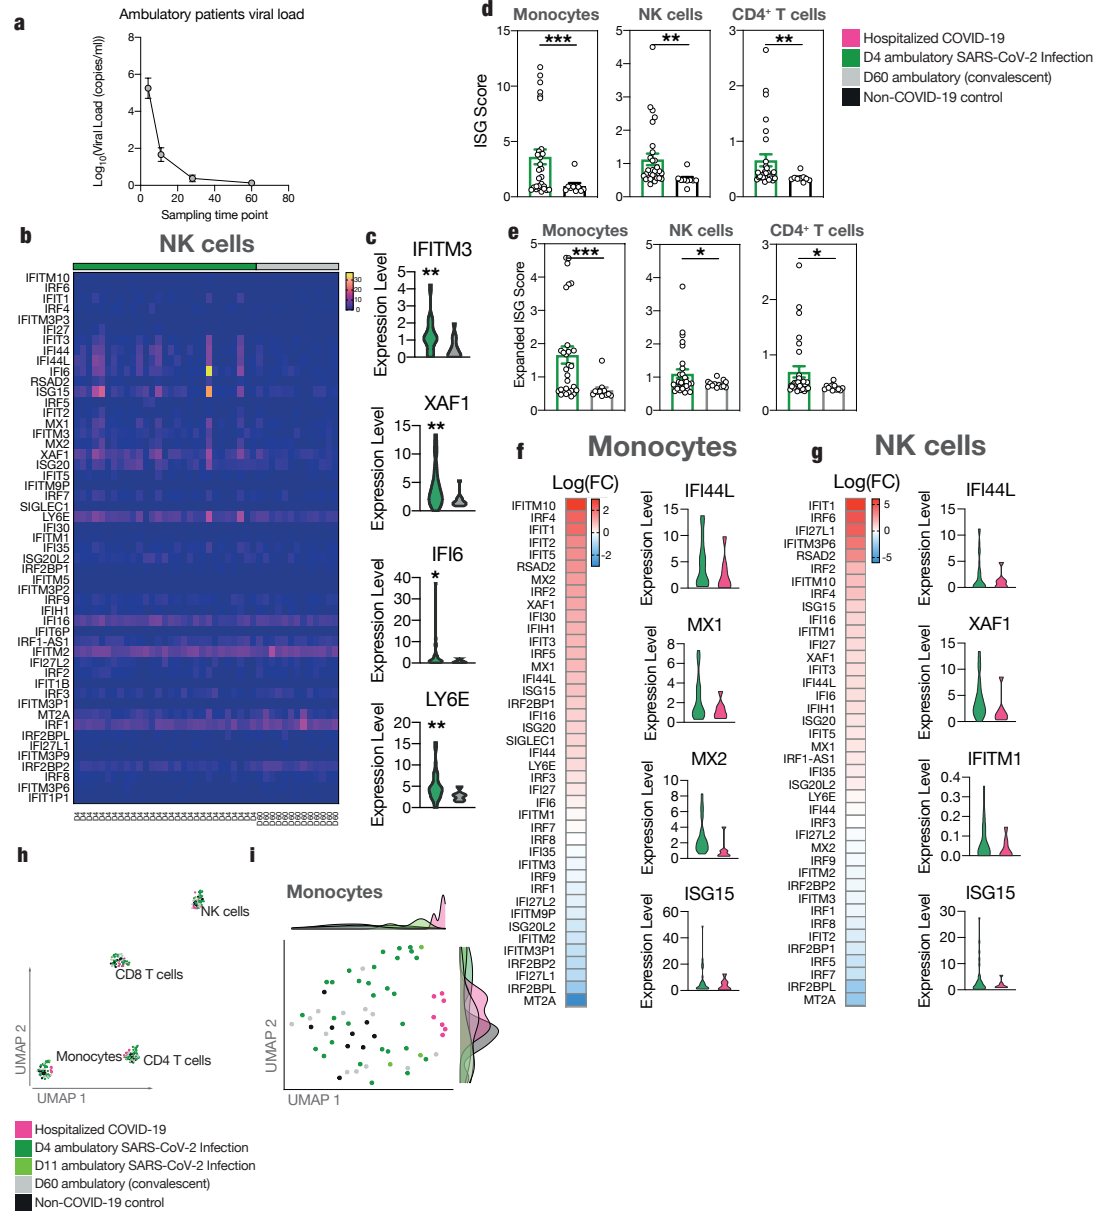 a
Ambulatory patients viral load
Log10(Viral Load (copies/ml))
8
6
4
2
0
0 20 40 60 80
Sampling time point
d
Monocytes NK cells CD4+ T cells
ISG Score
15
10
5
0
***
5
4
3
2
1
0
**
3
2
1
0
**
Hospitalized COVID-19
D4 ambulatory SARS-CoV-2 Infection
D60 ambulatory (convalescent)
Non-COVID-19 control
b
NK cells
IFITM10
IRF6
IFIT1
IRF4
IFITM3P3
IFI27
IFIT3
IFI44
IFI44L
IFI6
RSAD2
ISG15
IRF5
IFIT2
MX1
IFITM3
MX2
XAF1
ISG20
IFIT5
IFITM9P
IRF7
SIGLEC1
LY6E
IFI30
IFITM1
IFI35
ISG20L2
IRF2BP1
IFITM5
IFITM3P2
IRF9
IFIH1
IFI16
IFIT6P
IRF1-AS1
IFITM2
IFI27L2
IRF2
IFIT1B
IRF3
IFITM3P1
MT2A
IRF1
IRF2BPL
IFI27L1
IFITM3P9
IRF2BP2
IRF8
IFITM3P6
IFIT1P1
30
20
10
0
c
IFITM3
Expression Level
5
4
3
2
1
0
**
XAF1
Expression Level
15
10
5
0
**
IFI6
Expression Level
40
30
20
10
0
*
LY6E
Expression Level
20
15
10
5
0
**
e
Monocytes NK cells CD4+ T cells
Expanded ISG Score
5
4
3
2
1
0
***
5
4
3
2
1
0
*
3
2
1
0
*
f
Monocytes
Log(FC)
2
0
-2
IFITM10
IRF4
IFIT1
IFIT2
IFIT5
RSAD2
MX2
IRF2
XAF1
IFI30
IFIH1
IFIT3
IRF5
MX1
IFI44L
ISG15
IRF2BP1
IFI16
ISG20
SIGLEC1
IFI44
LY6E
IRF3
IFI27
IFI6
IFITM1
IRF7
IRF8
IFI35
IFITM3
IRF9
IRF1
IFI27L2
IFITM9P
ISG20L2
IFITM2
IFITM3P1
IRF2BP2
IFI27L1
IRF2BPL
MT2A
IFI44L
Expression Level
15
10
5
0
MX1
Expression Level
8
6
4
2
0
MX2
Expression Level
10
8
6
4
2
0
ISG15
Expression Level
60
40
20
0
g
NK cells
Log(FC)
5
0
-5
IFIT1
IRF6
IFI27L1
IFITM3P6
RSAD2
IRF2
IFITM10
IRF4
ISG15
IFI16
IFITM1
IFI27
XAF1
IFIT3
IFI44L
IFI6
IFIH1
ISG20
IFIT5
MX1
IRF1-AS1
IFI35
ISG20L2
LY6E
IFI44
IRF3
IFI27L2
MX2
IRF9
IFITM2
IRF2BP2
IFITM3
IRF1
IRF8
IFIT2
IRF2BP1
IRF5
IRF7
IRF2BPL
MT2A
IFI44L
Expression Level
15
10
5
0
XAF1
Expression Level
15
10
5
0
IFITM1
Expression Level
0.4
0.3
0.2
0.1
0.0
ISG15
Expression Level
30
20
10
0
h
NK cells
CD8 T cells
Monocytes
CD4 T cells
UMAP 2
UMAP 1
i
Monocytes
UMAP 2
UMAP 1
Hospitalized COVID-19
D4 ambulatory SARS-CoV-2 Infection
D11 ambulatory SARS-CoV-2 Infection
D60 ambulatory (convalescent)
Non-COVID-19 control